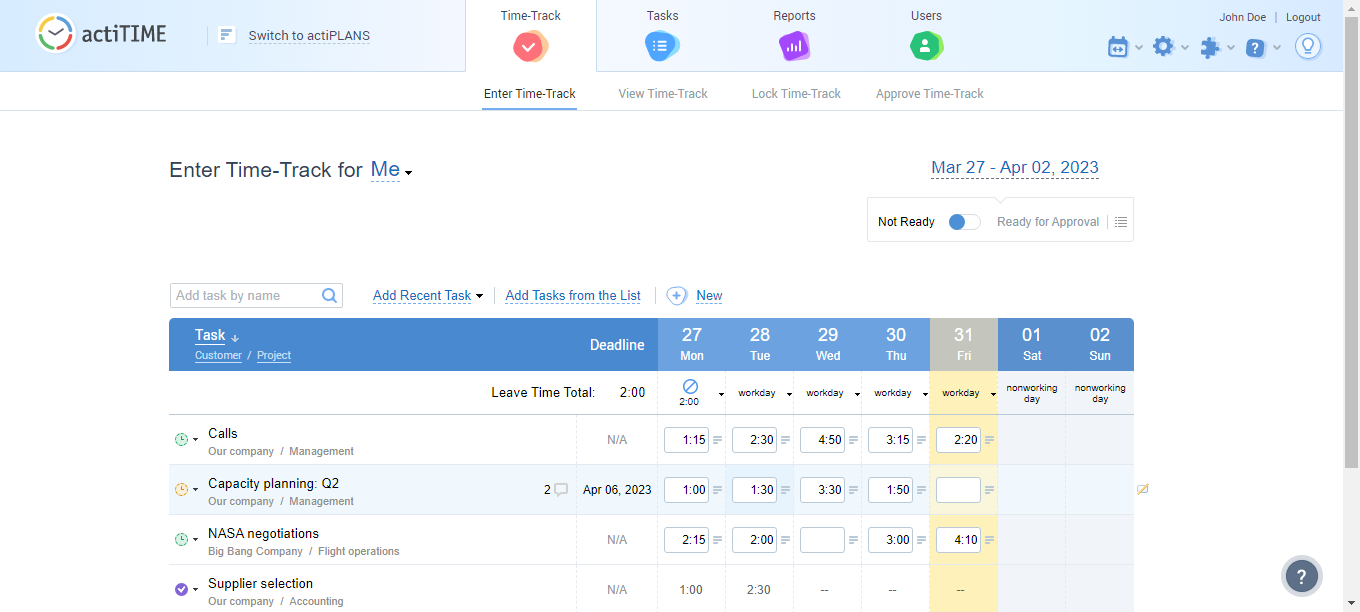 actiTIME
Switch to actiPLANS
Time-Track
Tasks
Reports
Users
John Doe | Logout
Enter Time-Track
View Time-Track
Lock Time-Track
Approve Time-Track
Enter Time-Track for Me
Mar 27 - Apr 02, 2023
Not Ready
Ready for Approval
Add task by name
Add Recent Task
Add Tasks from the List
New
Task
Customer / Project
Deadline
27 Mon
28 Tue
29 Wed
30 Thu
31 Fri
01 Sat
02 Sun
Leave Time Total: 2:00
2:00
workday
workday
workday
workday
nonworking day
nonworking day
Calls
Our company / Management
N/A 1:15 2:30 4:50 3:15 2:20
Capacity planning: Q2
Our company / Management
2 Apr 06, 2023 1:00 1:30 3:30 1:50
NASA negotiations
Big Bang Company / Flight operations
N/A 2:15 2:00 3:00 4:10
Supplier selection
Our company / Accounting
N/A 1:00 2:30 -- -- --
?